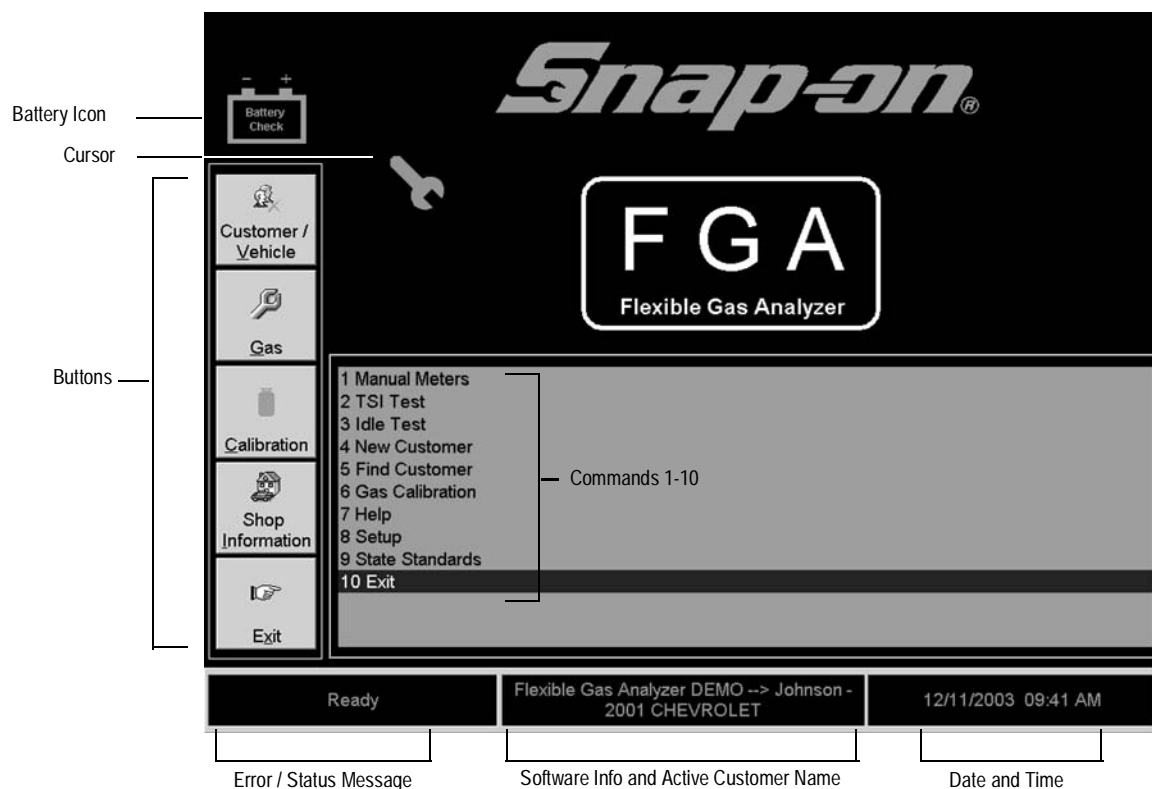 Snap-on®
- +
Battery
Check
Battery Icon
Cursor
Buttons
Customer /
Vehicle
Gas
Calibration
Shop
Information
Exit
F G A
Flexible Gas Analyzer
1 Manual Meters
2 TSI Test
3 Idle Test
4 New Customer
5 Find Customer
6 Gas Calibration
7 Help
8 Setup
9 State Standards
10 Exit
Commands 1-10
Ready
Flexible Gas Analyzer DEMO --> Johnson -
2001 CHEVROLET
12/11/2003 09:41 AM
Error / Status Message
Software Info and Active Customer Name
Date and Time